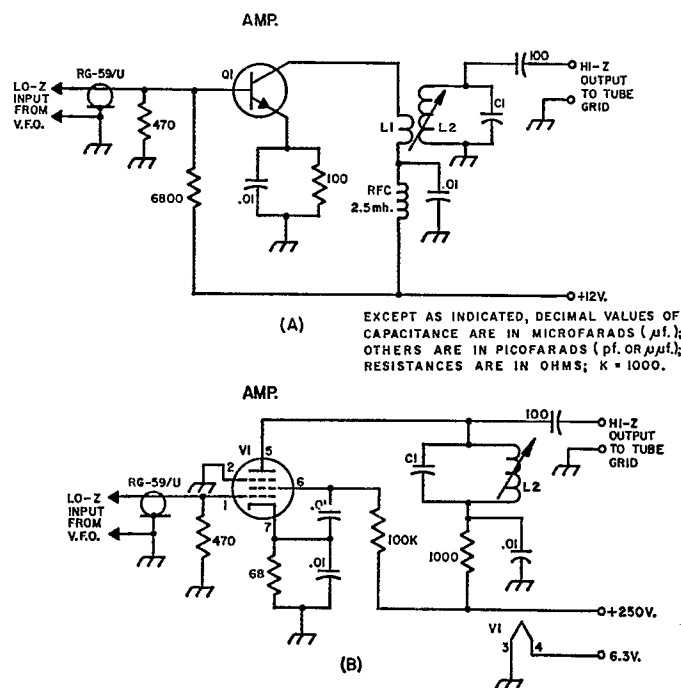 AMP.
RG-59/U
LO-Z
INPUT
FROM
V.F.O.
470
6800
Q1
.01
100
L1
L2
RFC
2.5mh.
.01
C1
100
HI-Z
OUTPUT
TO TUBE
GRID
+12V.
(A)
EXCEPT AS INDICATED, DECIMAL VALUES OF
CAPACITANCE ARE IN MICROFARADS (µf.);
OTHERS ARE IN PICOFARADS (pf. OR µµf.);
RESISTANCES ARE IN OHMS; K = 1000.
AMP.
RG-59/U
LO-Z
INPUT
FROM
V.F.O.
470
V1
5
2
1
6
7
68
.01
.01
100K
C1
L2
1000
.01
100
HI-Z
OUTPUT
TO TUBE
GRID
+250V.
V1
3
4
6.3V.
(B)